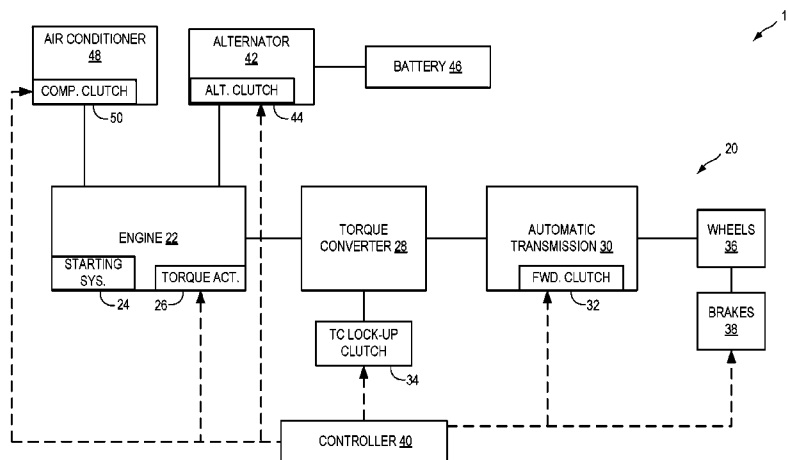 1
AIR CONDITIONER
48
COMP. CLUTCH
50
ALTERNATOR
42
ALT. CLUTCH
44
BATTERY 46
20
ENGINE 22
STARTING
SYS.
24
TORQUE ACT.
26
TORQUE
CONVERTER 28
AUTOMATIC
TRANSMISSION 30
FWD. CLUTCH
32
WHEELS
36
BRAKES
38
TC LOCK-UP
CLUTCH
34
CONTROLLER 40